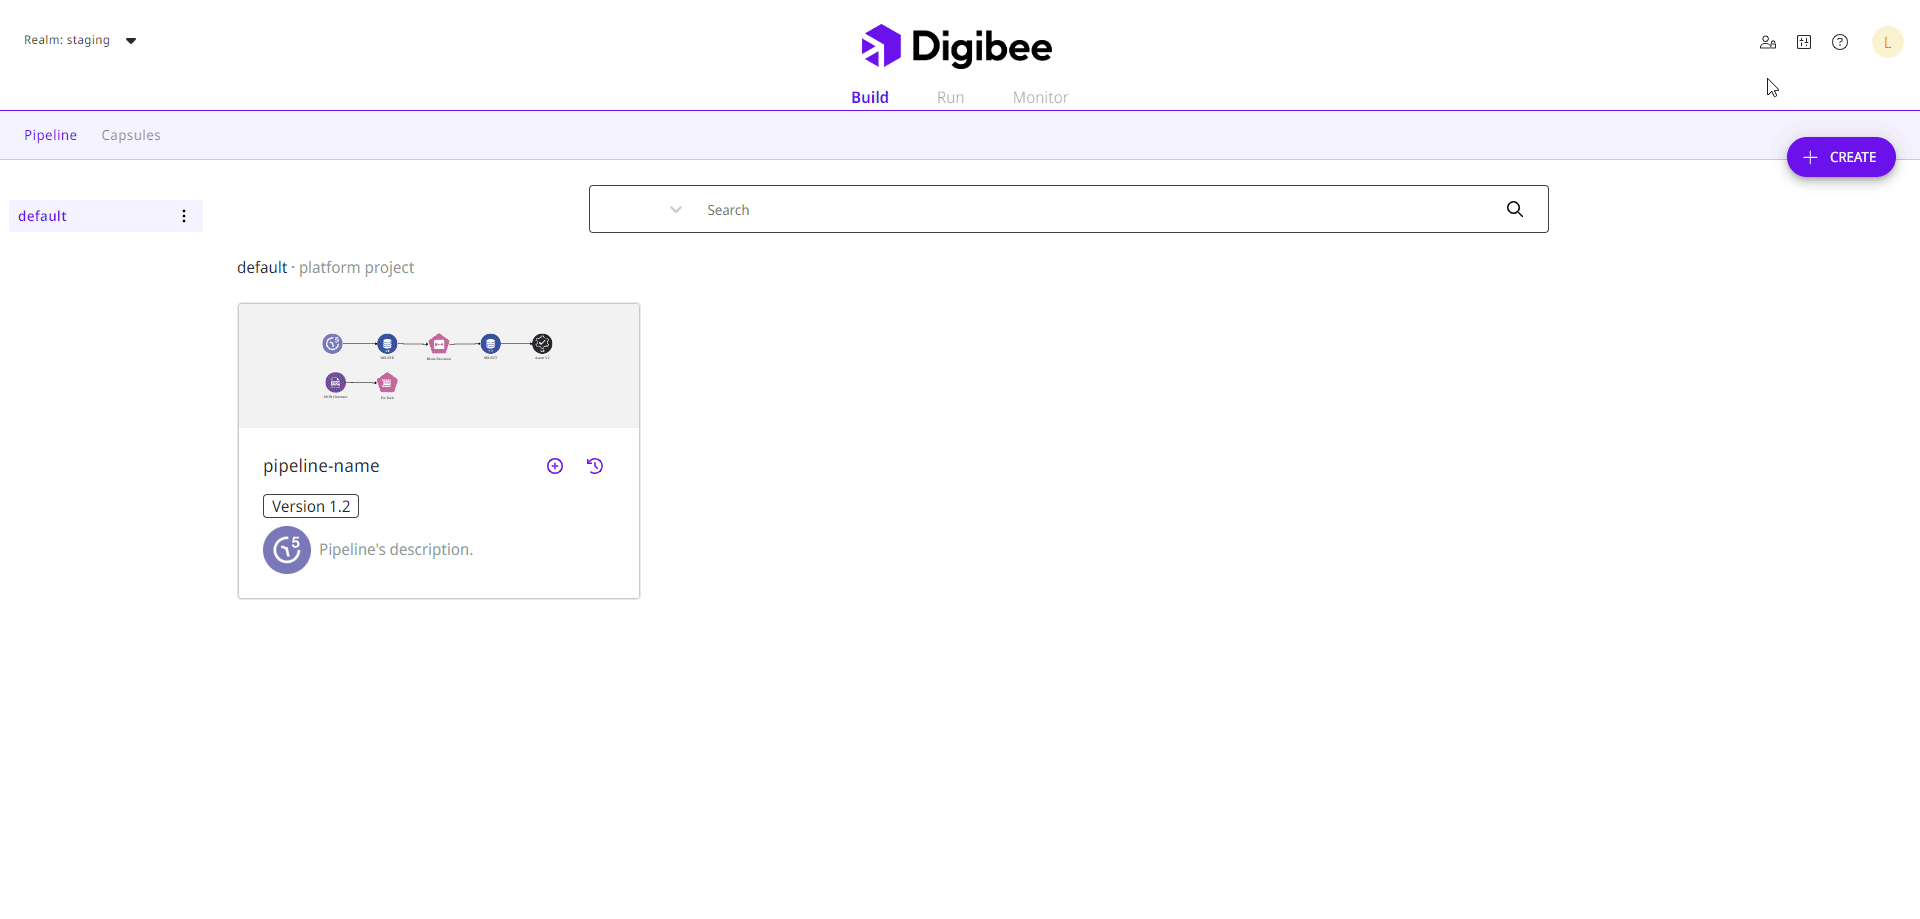 Realm: staging
Digibee
L
Build Run Monitor
Pipeline Capsules
CREATE
default
Search
default · platform project
pipeline-name
Version 1.2
5
Pipeline's description.